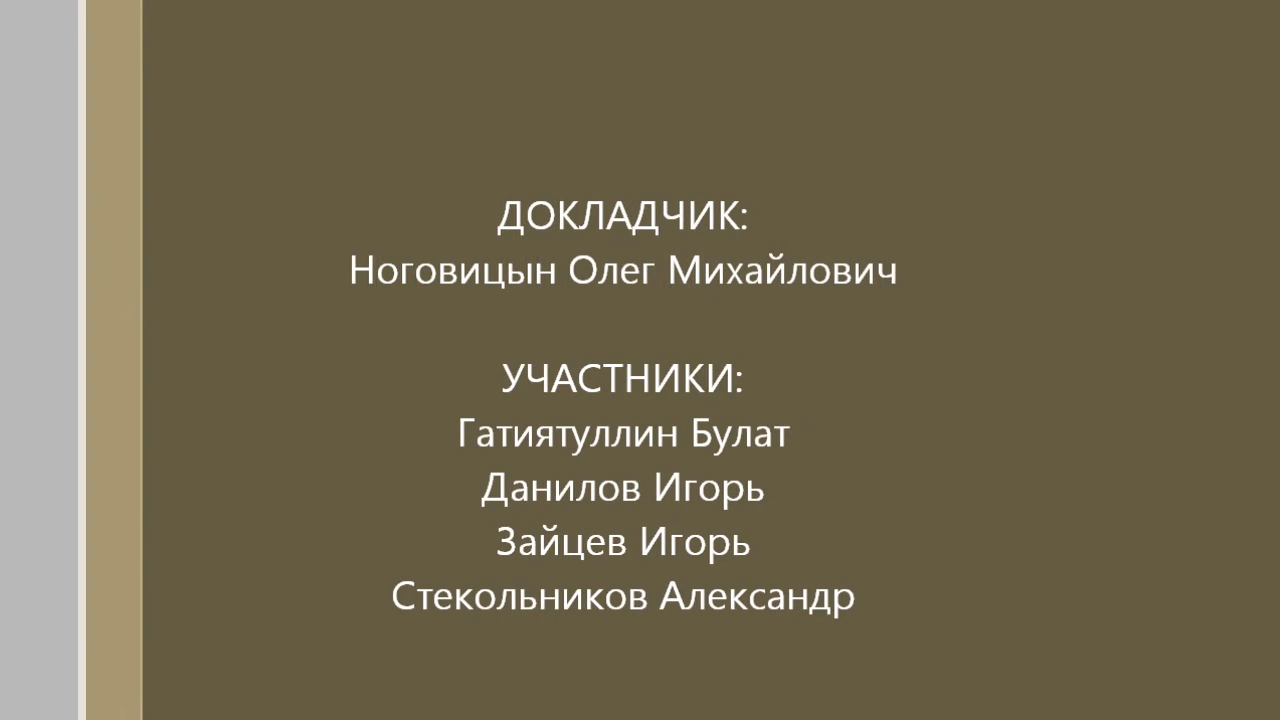 ДОКЛАДЧИК:
Ноговицын Олег Михайлович
УЧАСТНИКИ:
Гатиятуллин Булат
Данилов Игорь
Зайцев Игорь
Стекольников Александр